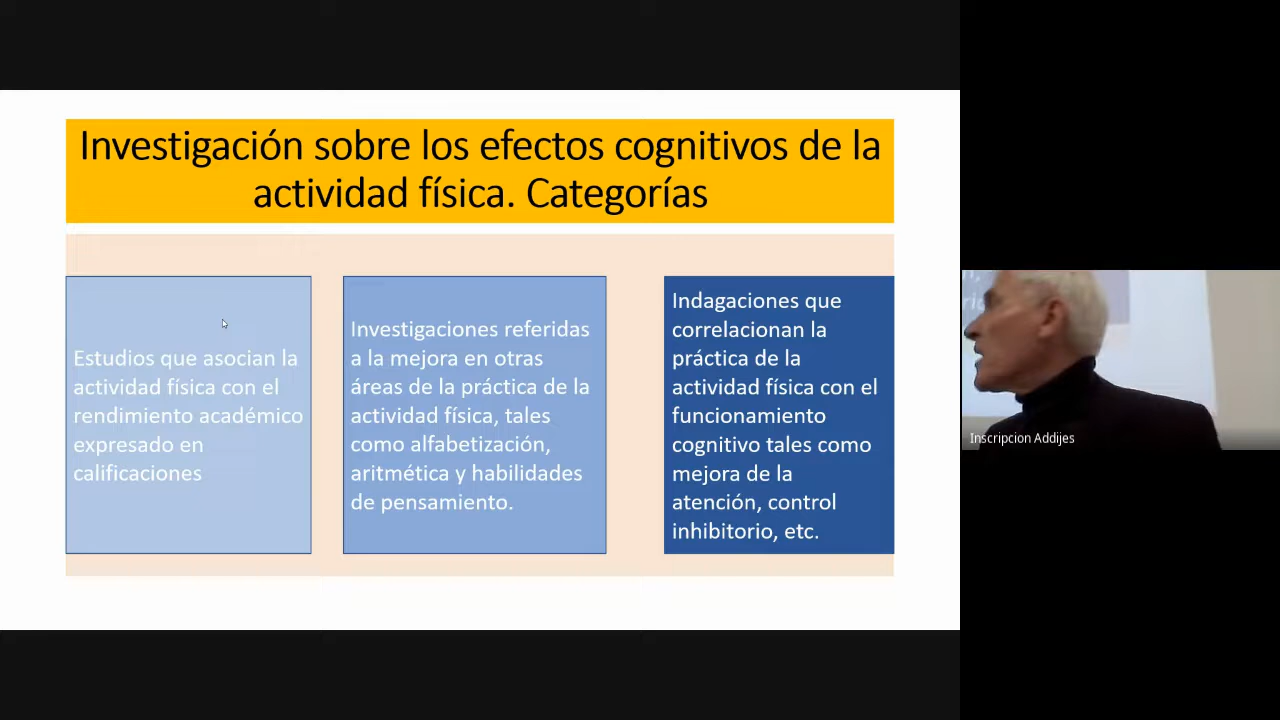 Investigación sobre los efectos cognitivos de la
actividad física. Categorías
Estudios que asocian la
actividad física con el
rendimiento académico
expresado en
calificaciones
Investigaciones referidas
a la mejora en otras
áreas de la práctica de la
actividad física, tales
como alfabetización,
aritmética y habilidades
de pensamiento.
Indagaciones que
correlacionan la
práctica de la
actividad física con el
funcionamiento
cognitivo tales como
mejora de la
atención, control
inhibitorio, etc.
Inscripcion Addijes